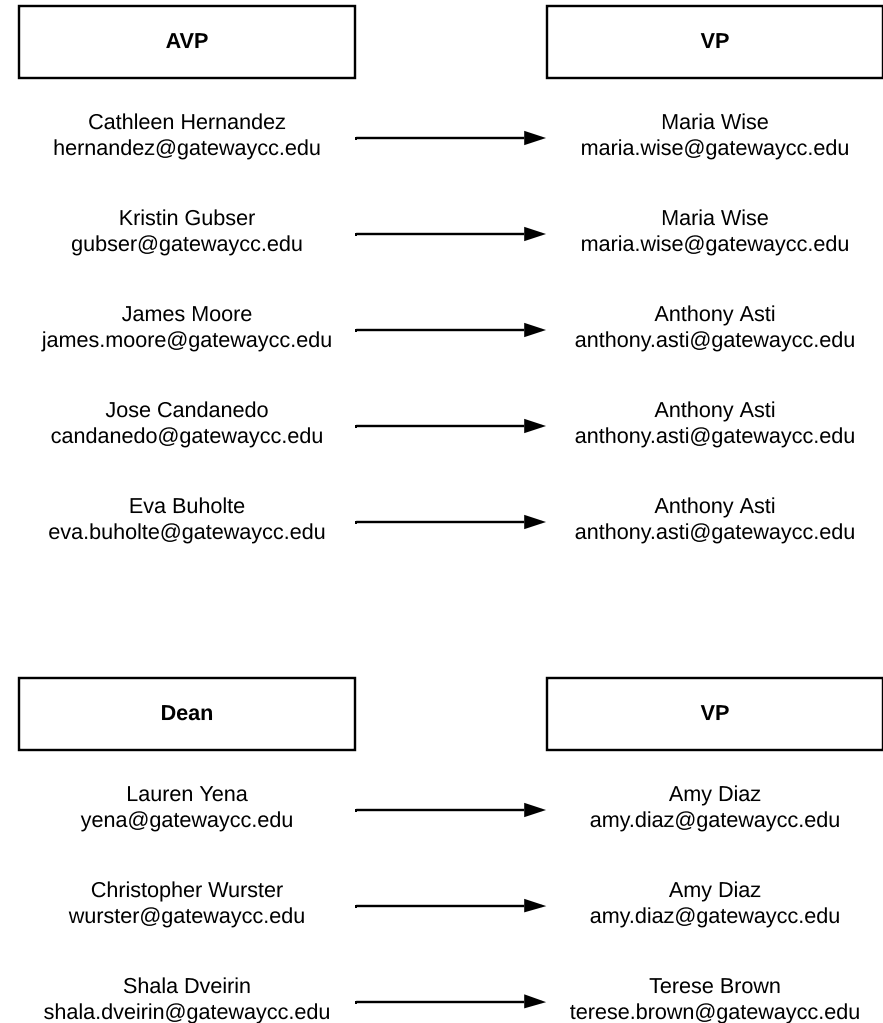 AVP
VP
Cathleen Hernandez
hernandez@gatewaycc.edu
Maria Wise
maria.wise@gatewaycc.edu
Kristin Gubser
gubser@gatewaycc.edu
Maria Wise
maria.wise@gatewaycc.edu
James Moore
james.moore@gatewaycc.edu
Anthony Asti
anthony.asti@gatewaycc.edu
Jose Candanedo
candanedo@gatewaycc.edu
Anthony Asti
anthony.asti@gatewaycc.edu
Eva Buholte
eva.buholte@gatewaycc.edu
Anthony Asti
anthony.asti@gatewaycc.edu
Dean
VP
Lauren Yena
yena@gatewaycc.edu
Amy Diaz
amy.diaz@gatewaycc.edu
Christopher Wurster
wurster@gatewaycc.edu
Amy Diaz
amy.diaz@gatewaycc.edu
Shala Dveirin
shala.dveirin@gatewaycc.edu
Terese Brown
terese.brown@gatewaycc.edu